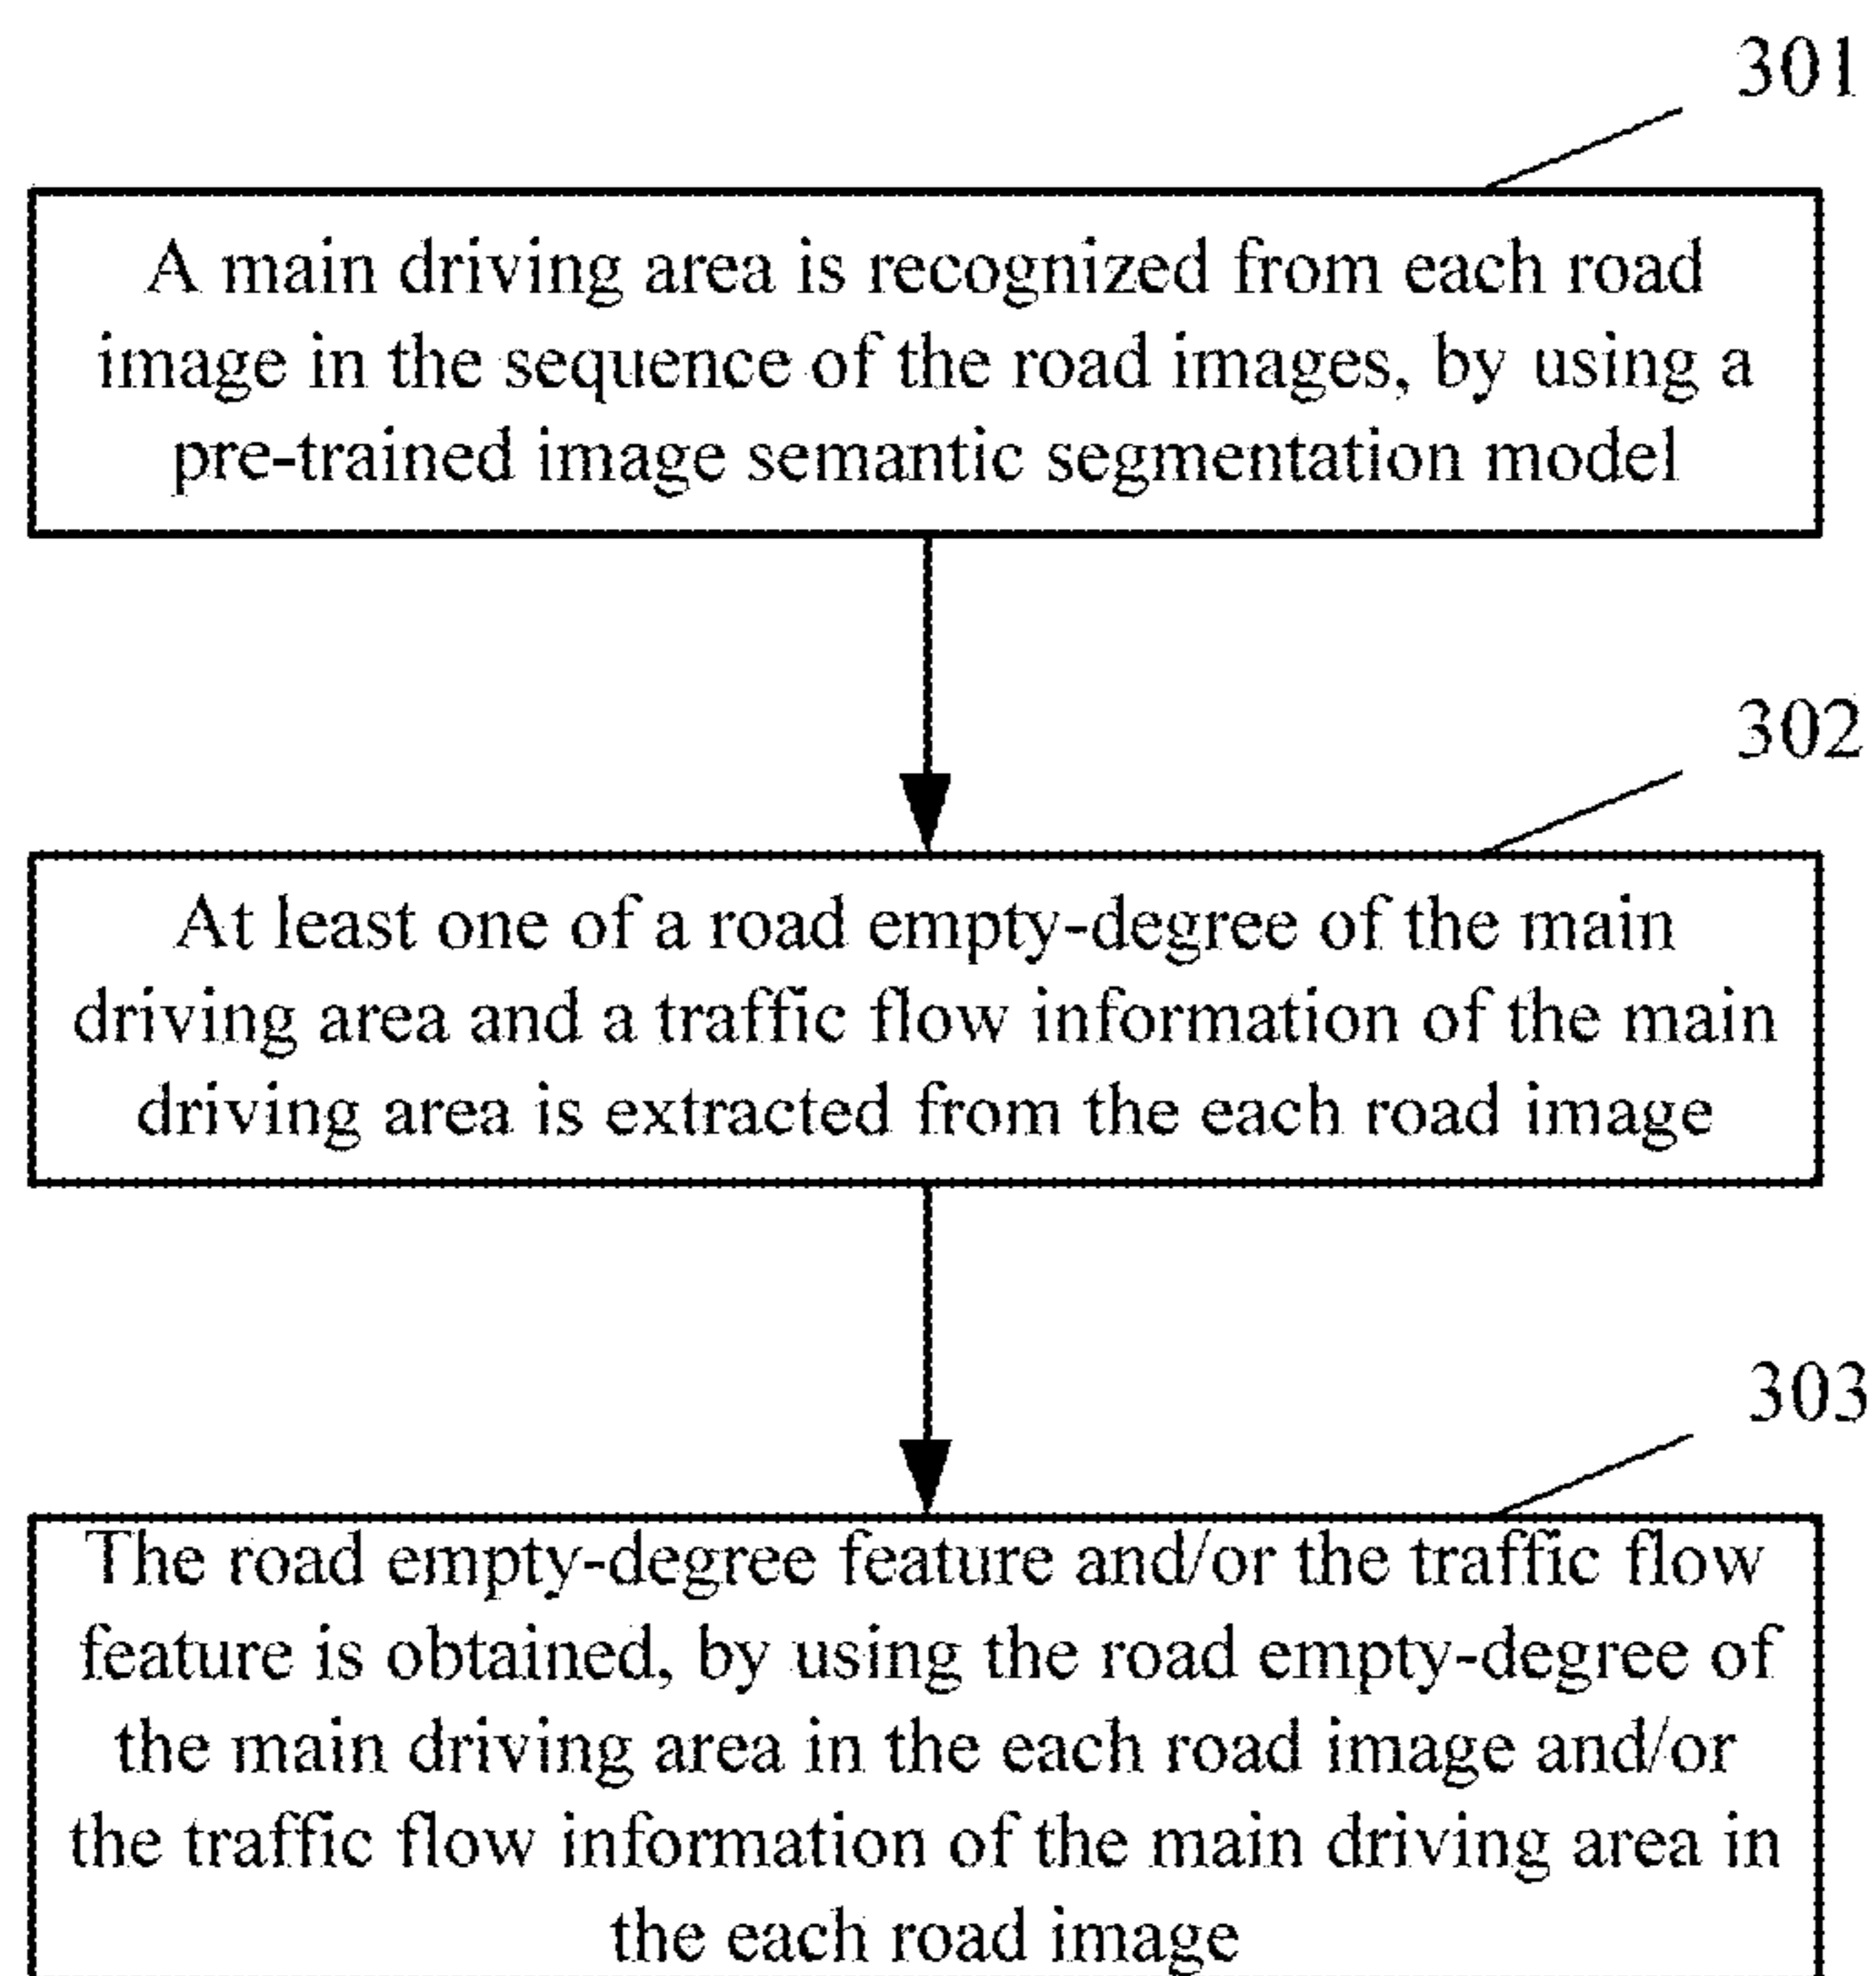 301
A main driving area is recognized from each road
image in the sequence of the road images, by using a
pre-trained image semantic segmentation model
302
At least one of a road empty-degree of the main
driving area and a traffic flow information of the main
driving area is extracted from the each road image
303
The road empty-degree feature and/or the traffic flow
feature is obtained, by using the road empty-degree of
the main driving area in the each road image and/or
the traffic flow information of the main driving area in
the each road image